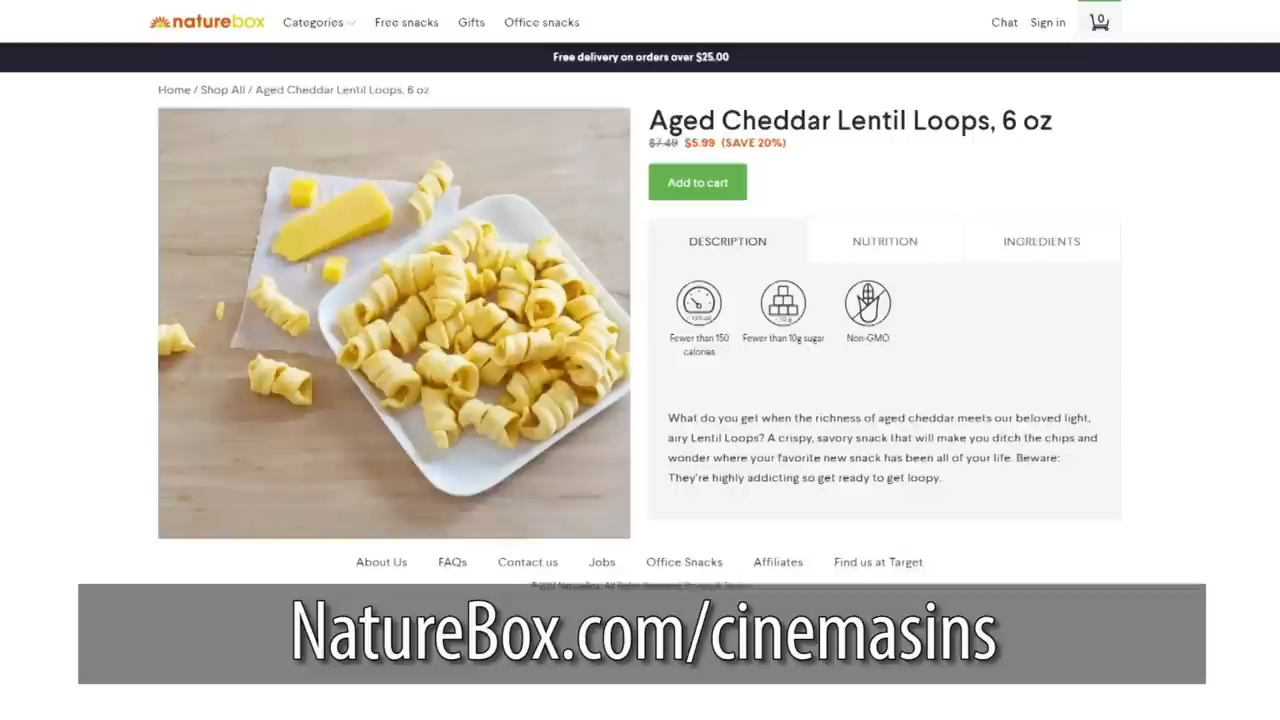 naturebox
Categories
Free snacks
Gifts
Office snacks
Chat
Sign in
0
Free delivery on orders over $25.00
Home / Shop All / Aged Cheddar Lentil Loops, 6 oz
Aged Cheddar Lentil Loops, 6 oz
$7.49 $5.99 (SAVE 20%)
Add to cart
DESCRIPTION
NUTRITION
INGREDIENTS
Fewer than 150
calories
Fewer than 10g sugar
Non-GMO
What do you get when the richness of aged cheddar meets our beloved light,
airy Lentil Loops? A crispy, savory snack that will make you ditch the chips and
wonder where your favorite new snack has been all of your life. Beware:
They're highly addicting so get ready to get loopy.
About Us
FAQs
Contact us
Jobs
Office Snacks
Affiliates
Find us at Target
NatureBox.com/cinemasins